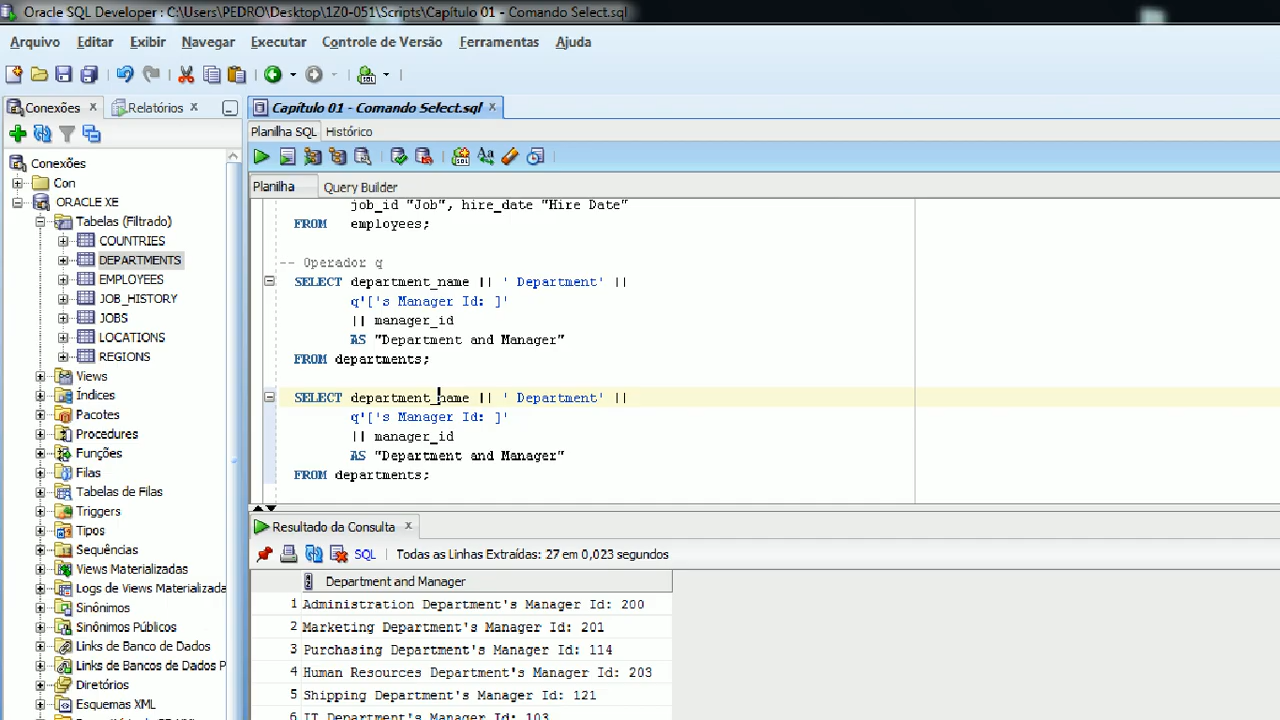 Oracle SQL Developer : C:\Users\PEDRO\Desktop\1Z0-051\Scripts\Capítulo 01 - Comando Select.sql
Arquivo Editar Exibir Navegar Executar Controle de Versão Ferramentas Ajuda
Conexões
Relatórios
Capítulo 01 - Comando Select.sql
Planilha SQL Histórico
SQL
Planilha Query Builder
Conexões
Con
ORACLE XE
Tabelas (Filtrado)
COUNTRIES
DEPARTMENTS
EMPLOYEES
JOB_HISTORY
JOBS
LOCATIONS
REGIONS
Views
Índices
Pacotes
Procedures
Funções
Filas
Tabelas de Filas
Triggers
Tipos
Sequências
Views Materializadas
Logs de Views Materializada
Sinônimos
Sinônimos Públicos
Links de Banco de Dados
Links de Bancos de Dados P
Diretórios
Esquemas XML
job_id "Job", hire_date "Hire Date"
FROM employees;
-- Operador q
SELECT department_name || ' Department' ||
q'['s Manager Id: ]'
|| manager_id
AS "Department and Manager"
FROM departments;
SELECT department_name || ' Department' ||
q'['s Manager Id: ]'
|| manager_id
AS "Department and Manager"
FROM departments;
Resultado da Consulta
SQL Todas as Linhas Extraídas: 27 em 0,023 segundos
Department and Manager
1 Administration Department's Manager Id: 200
2 Marketing Department's Manager Id: 201
3 Purchasing Department's Manager Id: 114
4 Human Resources Department's Manager Id: 203
5 Shipping Department's Manager Id: 121
6 IT Department's Manager Id: 103